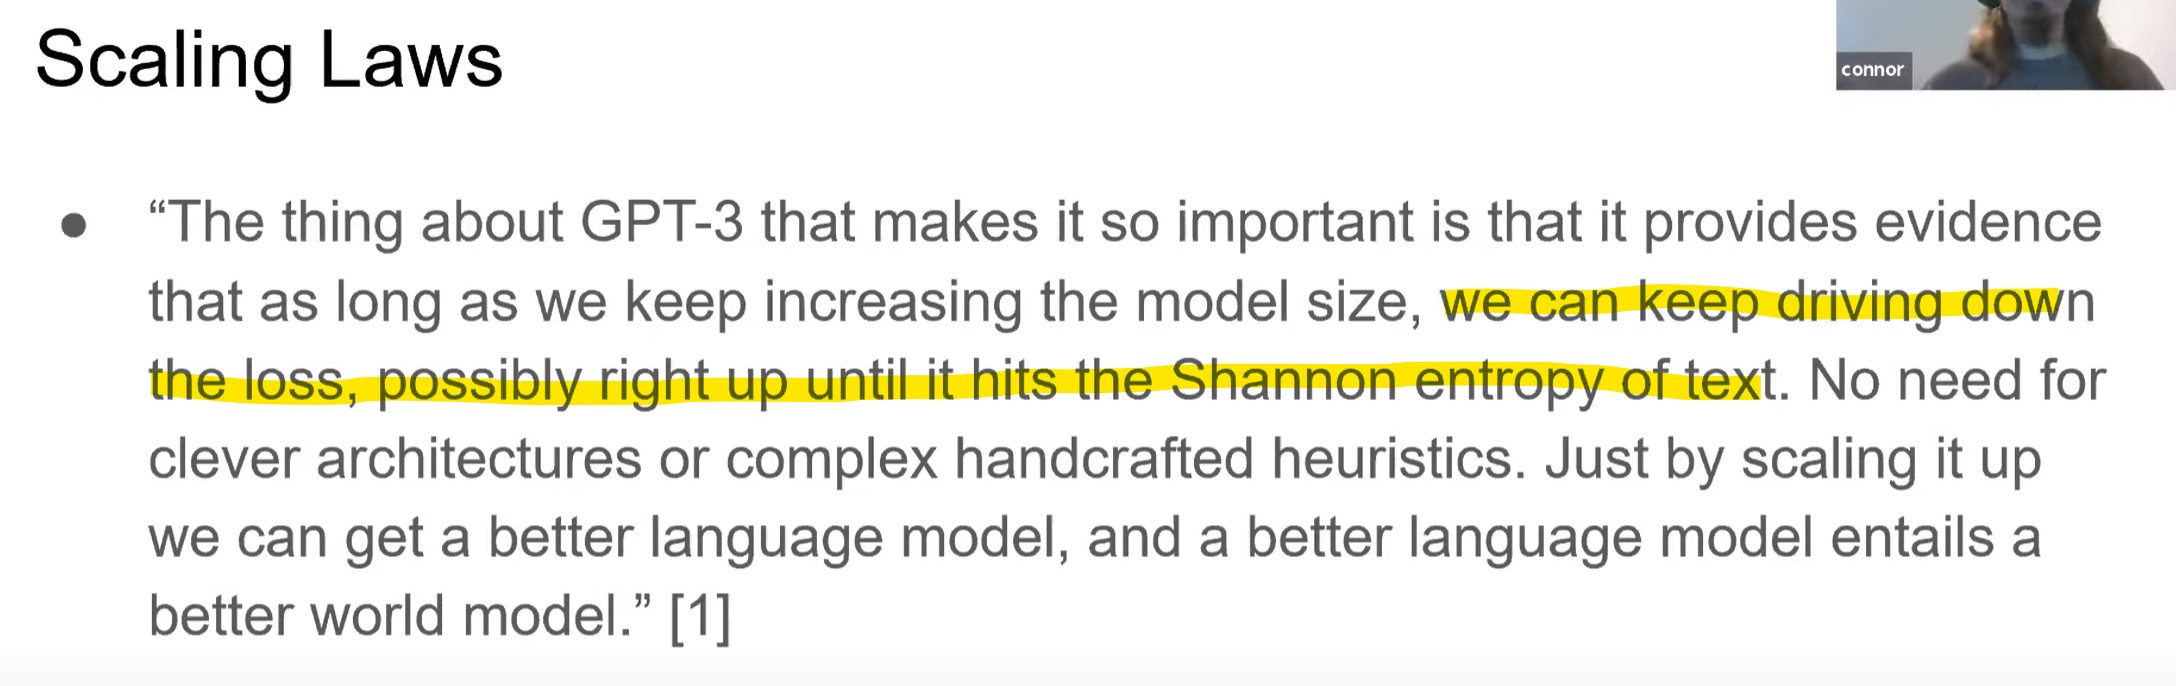 Scaling Laws
connor
● “The thing about GPT-3 that makes it so important is that it provides evidence
that as long as we keep increasing the model size, we can keep driving down
the loss, possibly right up until it hits the Shannon entropy of text. No need for
clever architectures or complex handcrafted heuristics. Just by scaling it up
we can get a better language model, and a better language model entails a
better world model.” [1]